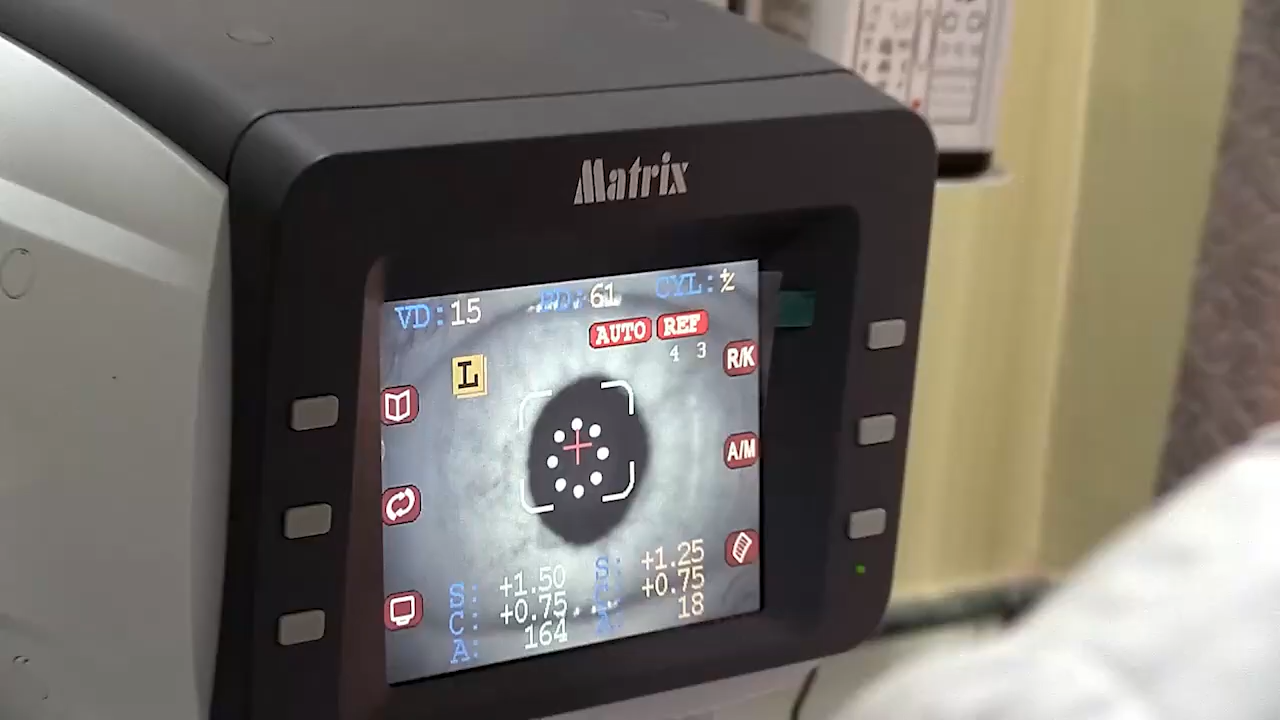 Matrix
VD:15 PD:61 CYL:±
AUTO REF
4 3
L
R/K
A/M
S: +1.50 S: +1.25
C: +0.75 C: +0.75
A: 164 A: 18